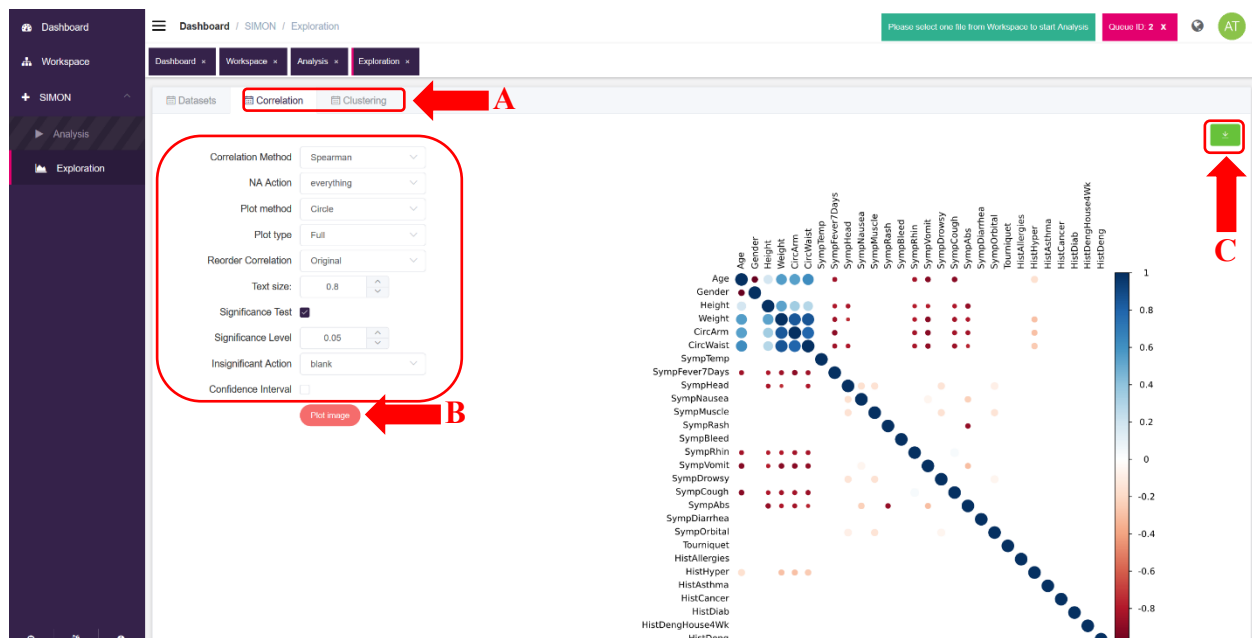 Dashboard
Dashboard / SIMON / Exploration
Please select one file from Workspace to start Analysis
Queue ID: 2 X
AT
Workspace
Dashboard ×
Workspace ×
Analysis ×
Exploration ×
SIMON
Datasets
Correlation
Clustering
A
Analysis
Exploration
C
Correlation Method
Spearman
NA Action
everything
Plot method
Circle
Plot type
Full
Reorder Correlation
Original
Text size:
0.8
Significance Test
Significance Level
0.05
Insignificant Action
blank
Confidence Interval
Plot image
B
Age
Gender
Height
Weight
CircArm
CircWaist
SympTemp
SympFever7Days
SympHead
SympNausea
SympMuscle
SympRash
SympBleed
SympRhin
SympVomit
SympDrowsy
SympCough
SympAbs
SympDiarrhea
SympOrbital
Tourniquet
HistAllergies
HistHyper
HistAsthma
HistCancer
HistDiab
HistDengHouse4Wk
HistDeng
Age
Gender
Height
Weight
CircArm
CircWaist
SympTemp
SympFever7Days
SympHead
SympNausea
SympMuscle
SympRash
SympBleed
SympRhin
SympVomit
SympDrowsy
SympCough
SympAbs
SympDiarrhea
SympOrbital
Tourniquet
HistAllergies
HistHyper
HistAsthma
HistCancer
HistDiab
HistDengHouse4Wk
HistDeng
1
0.8
0.6
0.4
0.2
0
-0.2
-0.4
-0.6
-0.8